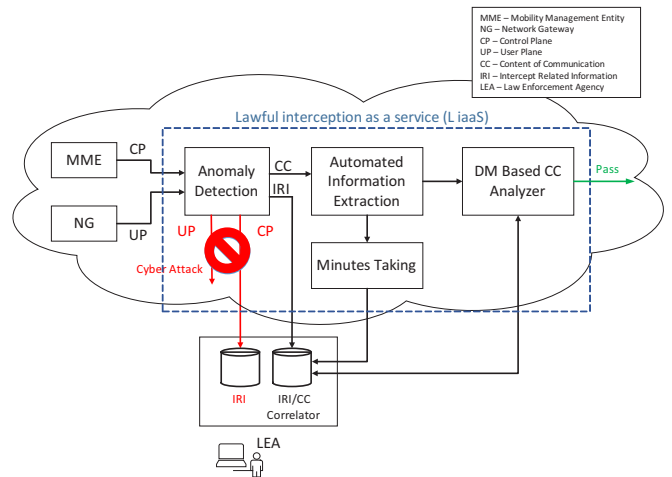 MME – Mobility Management Entity
NG – Network Gateway
CP – Control Plane
UP – User Plane
CC – Content of Communication
IRI – Intercept Related Information
LEA – Law Enforcement Agency
Lawful interception as a service (L iaaS)
CP
MME
NG
UP
Anomaly
Detection
CC
IRI
Automated
Information
Extraction
DM Based CC
Analyzer
Pass
UP
CP
Cyber Attack
Minutes Taking
IRI
IRI/CC
Correlator
LEA